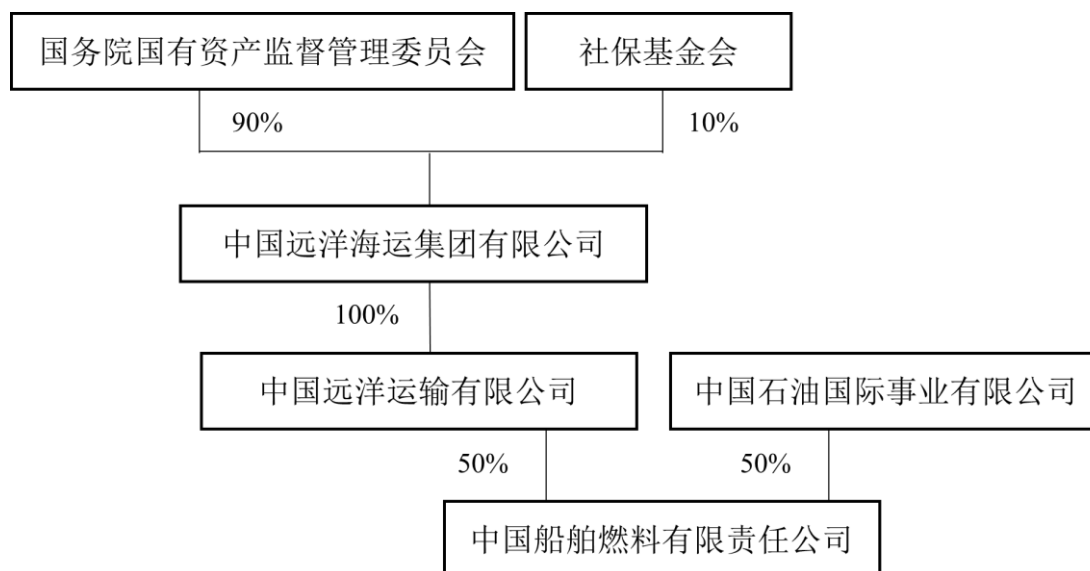 国务院国有资产监督管理委员会
社保基金会
90%
10%
中国远洋海运集团有限公司
100%
中国远洋运输有限公司
中国石油国际事业有限公司
50%
50%
中国船舶燃料有限责任公司